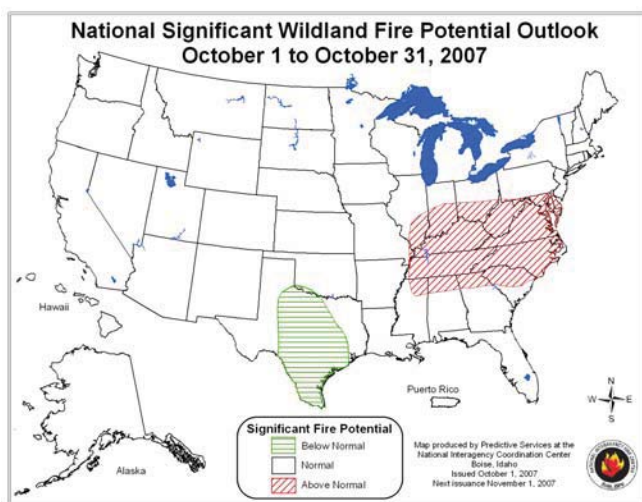 National Significant Wildland Fire Potential Outlook
October 1 to October 31, 2007
Hawaii
Alaska
Puerto Rico
N
W E
S
Significant Fire Potential
Below Normal
Normal
Above Normal
Map produced by Predictive Services at the
National Interagency Coordination Center
Boise, Idaho
Issued October 1, 2007
Next issuance November 1, 2007